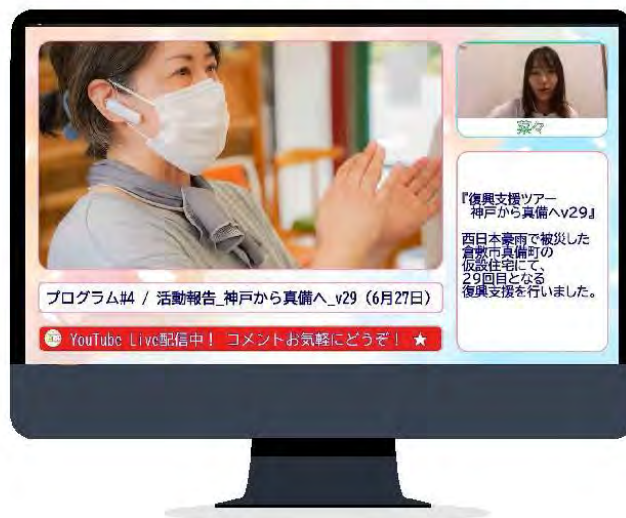 菜々
『復興支援ツアー
神戸から真備へv29』
西日本豪雨で被災した
倉敷市真備町の
仮設住宅にて、
29回目となる
復興支援を行いました。
プログラム#4 / 活動報告_神戸から真備へ_v29（6月27日）
YouTube Live配信中！ コメントお気軽にどうぞ！ ★